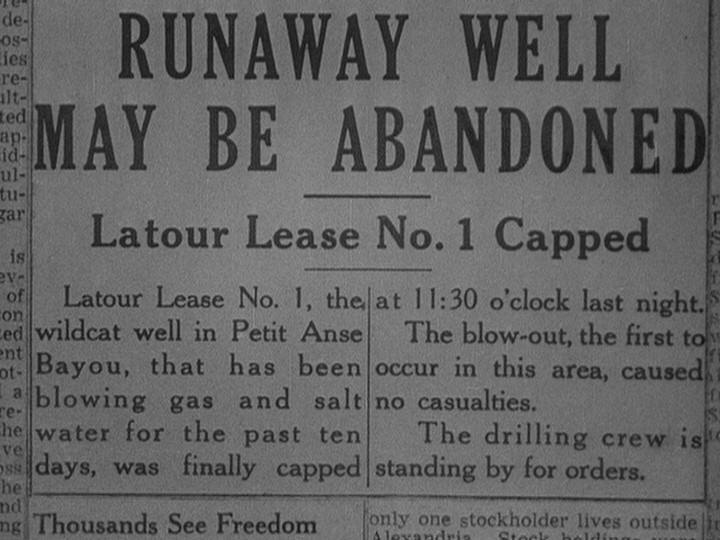 RUNAWAY WELL
MAY BE ABANDONED
Latour Lease No. 1 Capped
Latour Lease No. 1, the
wildcat well in Petit Anse
Bayou, that has been
blowing gas and salt
water for the past ten
days, was finally capped
at 11:30 o'clock last night.
The blow-out, the first to
occur in this area, caused
no casualties.
The drilling crew is
standing by for orders.
Thousands See Freedom
only one stockholder lives outside